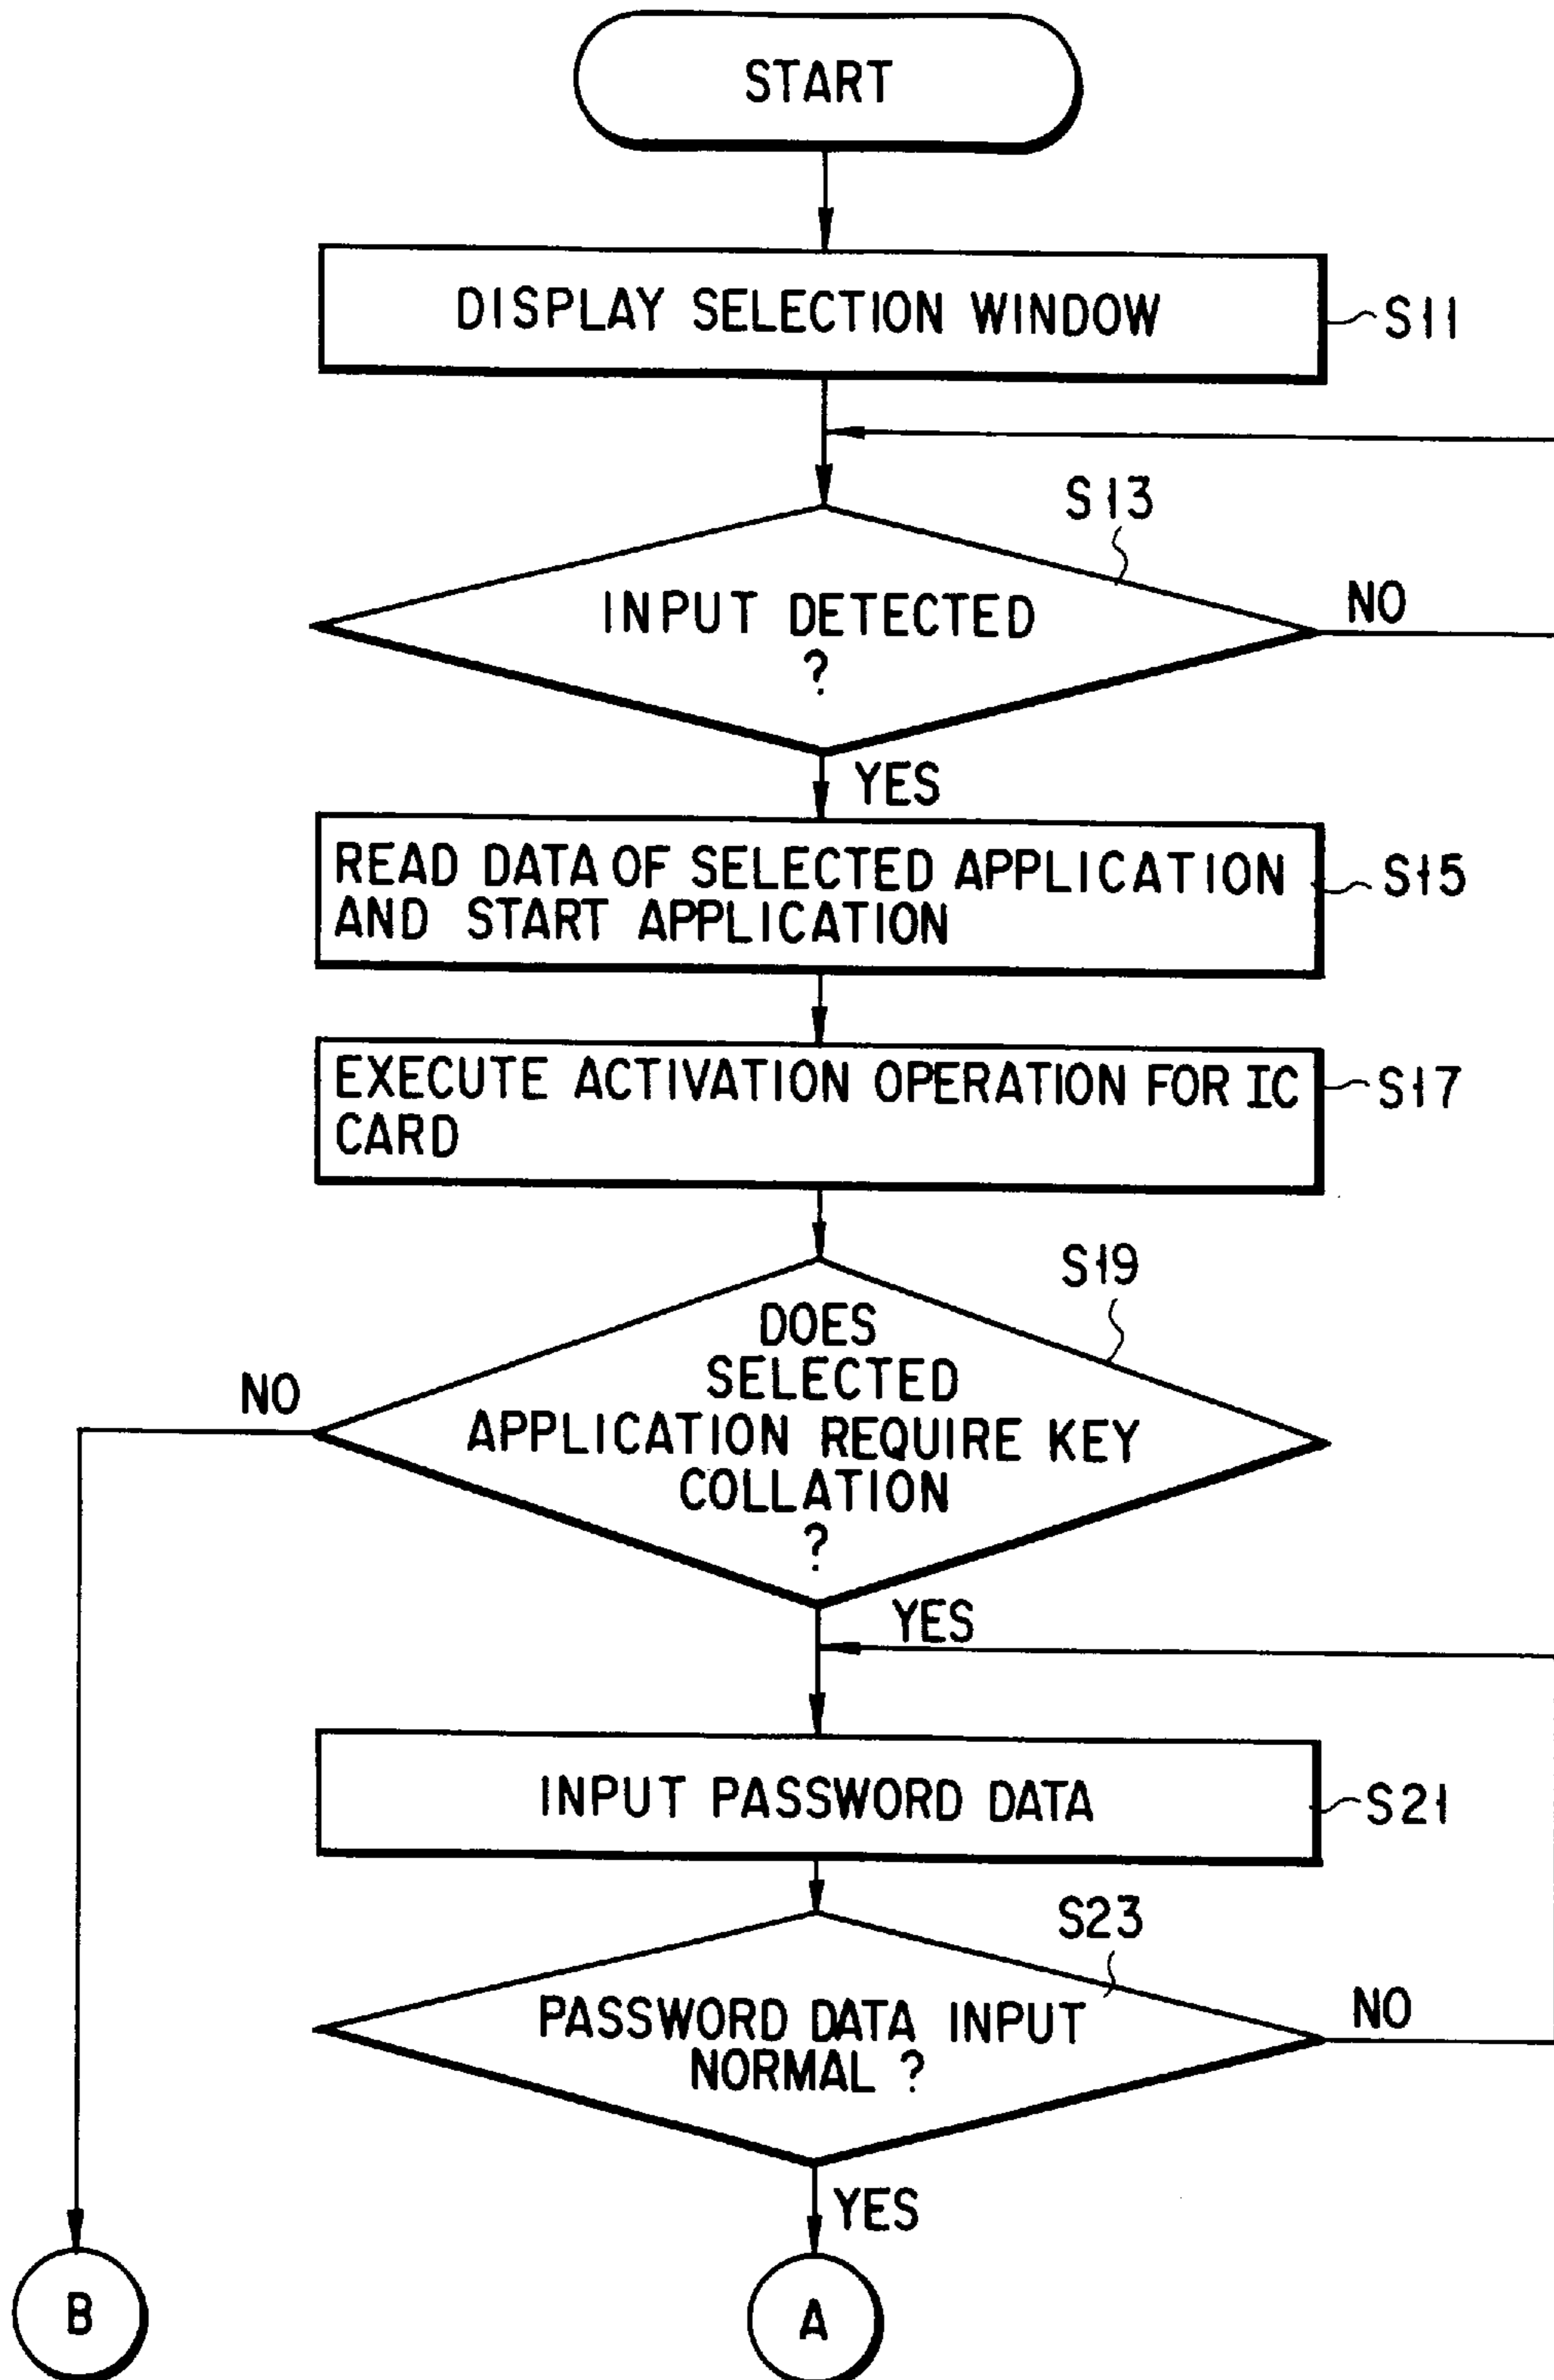 START
DISPLAY SELECTION WINDOW
S11
S13
INPUT DETECTED
?
NO
YES
READ DATA OF SELECTED APPLICATION
AND START APPLICATION
S15
EXECUTE ACTIVATION OPERATION FOR IC
CARD
S17
S19
DOES
SELECTED
APPLICATION REQUIRE KEY
COLLATION
?
NO
YES
INPUT PASSWORD DATA
S21
S23
PASSWORD DATA INPUT
NORMAL ?
NO
YES
B
A